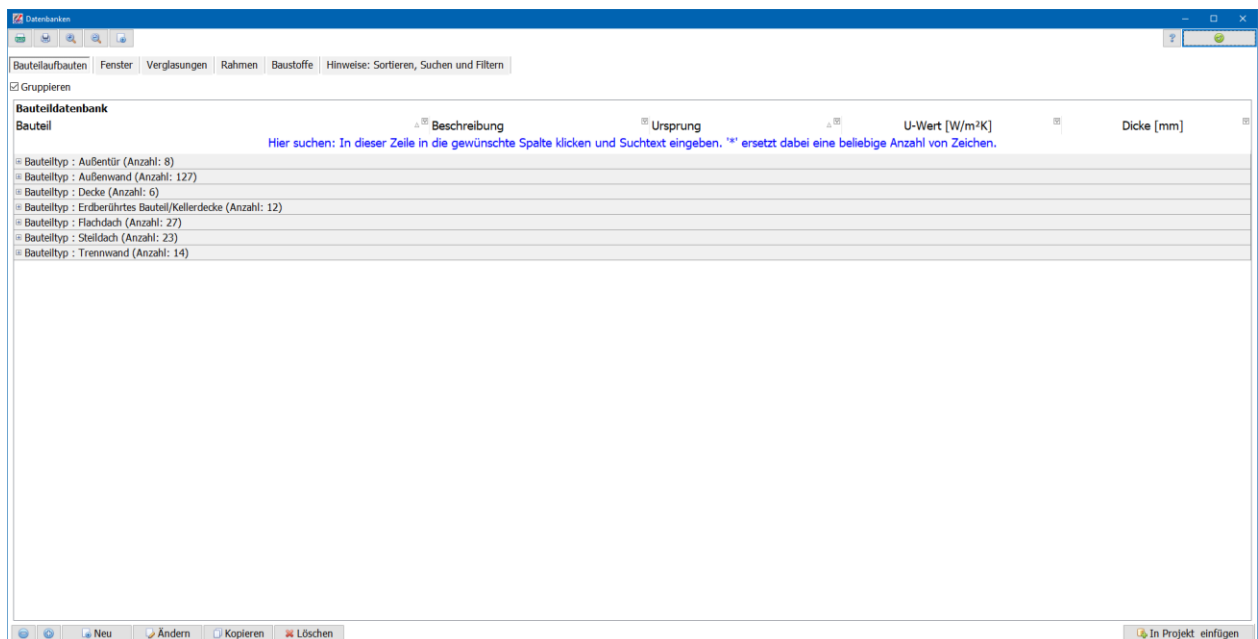 Datenbanken
?
Bauteilaufbauten Fenster Verglasungen Rahmen Baustoffe Hinweise: Sortieren, Suchen und Filtern
Gruppieren
Bauteildatenbank
Bauteil Beschreibung Ursprung U-Wert [W/m²K] Dicke [mm]
Hier suchen: In dieser Zeile in die gewünschte Spalte klicken und Suchtext eingeben. '*' ersetzt dabei eine beliebige Anzahl von Zeichen.
Bauteiltyp : Außentür (Anzahl: 8)
Bauteiltyp : Außenwand (Anzahl: 127)
Bauteiltyp : Decke (Anzahl: 6)
Bauteiltyp : Erdberührtes Bauteil/Kellerdecke (Anzahl: 12)
Bauteiltyp : Flachdach (Anzahl: 27)
Bauteiltyp : Steildach (Anzahl: 23)
Bauteiltyp : Trennwand (Anzahl: 14)
Neu Ändern Kopieren Löschen In Projekt einfügen